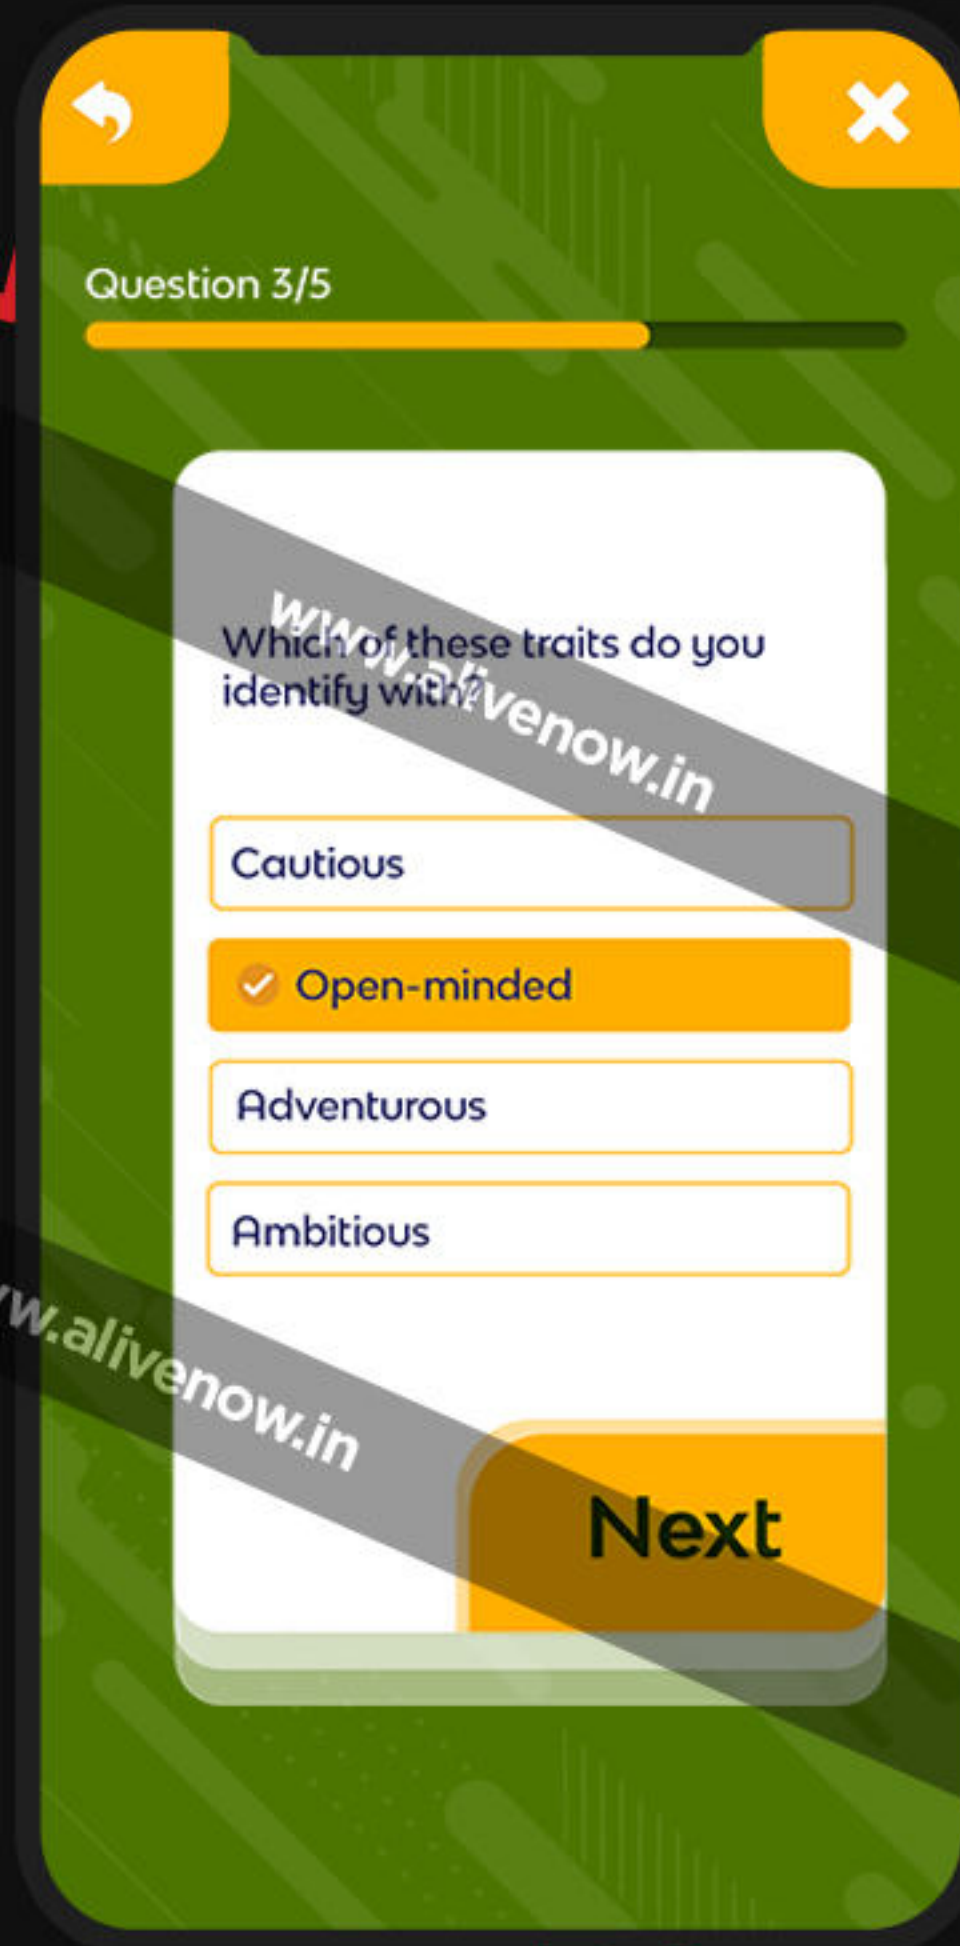 Question 3/5
www.alivenow.in
Which of these traits do you
identify with?
Cautious
Open-minded
Adventurous
Ambitious
w.alivenow.in
Next